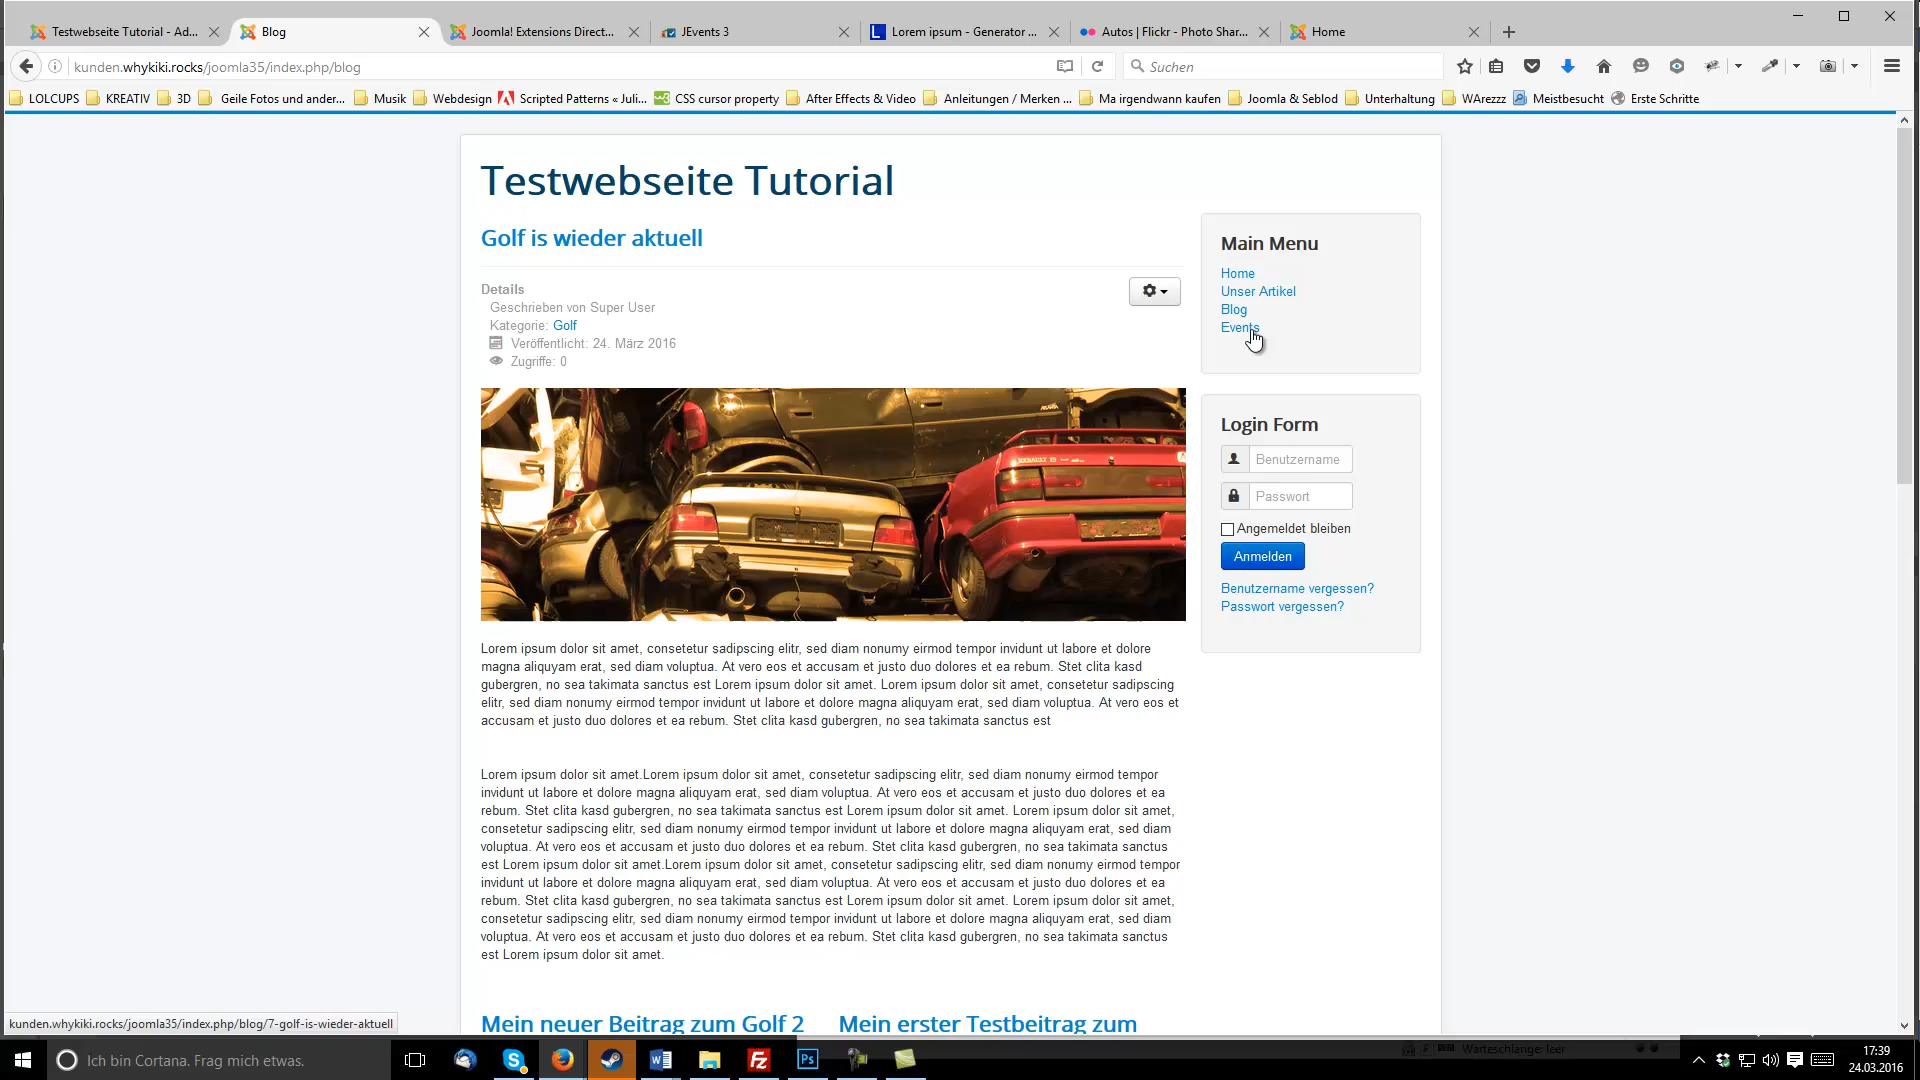 Testwebseite Tutorial - Ad...
Blog
Joomla! Extensions Direct...
JEvents 3
Lorem ipsum - Generator ...
Autos | Flickr - Photo Shar...
Home
kunden.whykiki.rocks/joomla35/index.php/blog
Suchen
LOLCUPS
KREATIV
3D
Geile Fotos und ander...
Musik
Webdesign
Scripted Patterns « Juli...
CSS cursor property
After Effects & Video
Anleitungen / Merken ...
Ma irgendwann kaufen
Joomla & Seblod
Unterhaltung
WArezzz
Meistbesucht
Erste Schritte
Testwebseite Tutorial
Golf is wieder aktuell
Details
Geschrieben von Super User
Kategorie: Golf
Veröffentlicht: 24. März 2016
Zugriffe: 0
Lorem ipsum dolor sit amet, consetetur sadipscing elitr, sed diam nonumy eirmod tempor invidunt ut labore et dolore
magna aliquyam erat, sed diam voluptua. At vero eos et accusam et justo duo dolores et ea rebum. Stet clita kasd
gubergren, no sea takimata sanctus est Lorem ipsum dolor sit amet. Lorem ipsum dolor sit amet, consetetur sadipscing
elitr, sed diam nonumy eirmod tempor invidunt ut labore et dolore magna aliquyam erat, sed diam voluptua. At vero eos et
accusam et justo duo dolores et ea rebum. Stet clita kasd gubergren, no sea takimata sanctus est
Lorem ipsum dolor sit amet.Lorem ipsum dolor sit amet, consetetur sadipscing elitr, sed diam nonumy eirmod tempor
invidunt ut labore et dolore magna aliquyam erat, sed diam voluptua. At vero eos et accusam et justo duo dolores et ea
rebum. Stet clita kasd gubergren, no sea takimata sanctus est Lorem ipsum dolor sit amet. Lorem ipsum dolor sit amet,
consetetur sadipscing elitr, sed diam nonumy eirmod tempor invidunt ut labore et dolore magna aliquyam erat, sed diam
voluptua. At vero eos et accusam et justo duo dolores et ea rebum. Stet clita kasd gubergren, no sea takimata sanctus
est Lorem ipsum dolor sit amet.Lorem ipsum dolor sit amet, consetetur sadipscing elitr, sed diam nonumy eirmod tempor
invidunt ut labore et dolore magna aliquyam erat, sed diam voluptua. At vero eos et accusam et justo duo dolores et ea
rebum. Stet clita kasd gubergren, no sea takimata sanctus est Lorem ipsum dolor sit amet. Lorem ipsum dolor sit amet,
consetetur sadipscing elitr, sed diam nonumy eirmod tempor invidunt ut labore et dolore magna aliquyam erat, sed diam
voluptua. At vero eos et accusam et justo duo dolores et ea rebum. Stet clita kasd gubergren, no sea takimata sanctus
est Lorem ipsum dolor sit amet.
Mein neuer Beitrag zum Golf 2
Mein erster Testbeitrag zum
Main Menu
Home
Unser Artikel
Blog
Events
Login Form
Benutzername
Passwort
Angemeldet bleiben
Anmelden
Benutzername vergessen?
Passwort vergessen?
kunden.whykiki.rocks/joomla35/index.php/blog/7-golf-is-wieder-aktuell
Warteschlange: leer
Ich bin Cortana. Frag mich etwas.
17:39
24.03.2016